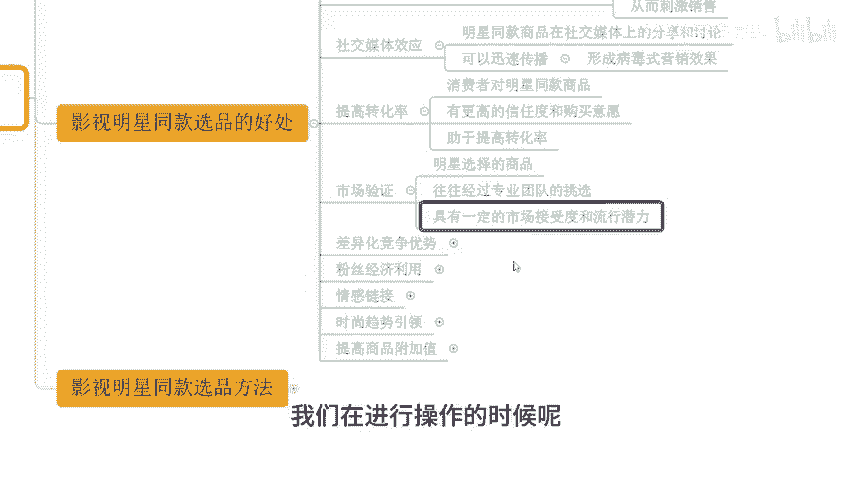 从而刺激销售
明星同款商品在社交媒体上的分享和讨论
社交媒体效应
可以迅速传播 形成病毒式营销效果
消费者对明星同款商品
提高转化率 有更高的信任度和购买意愿
助于提高转化率
影视明星同款选品的好处
明星选择的商品
市场验证 往往经过专业团队的挑选
具有一定的市场接受度和流行潜力
差异化竞争优势
粉丝经济利用
情感链接
时尚趋势引领
提高商品附加值
影视明星同款选品方法
我们在进行操作的时候呢
bilibili